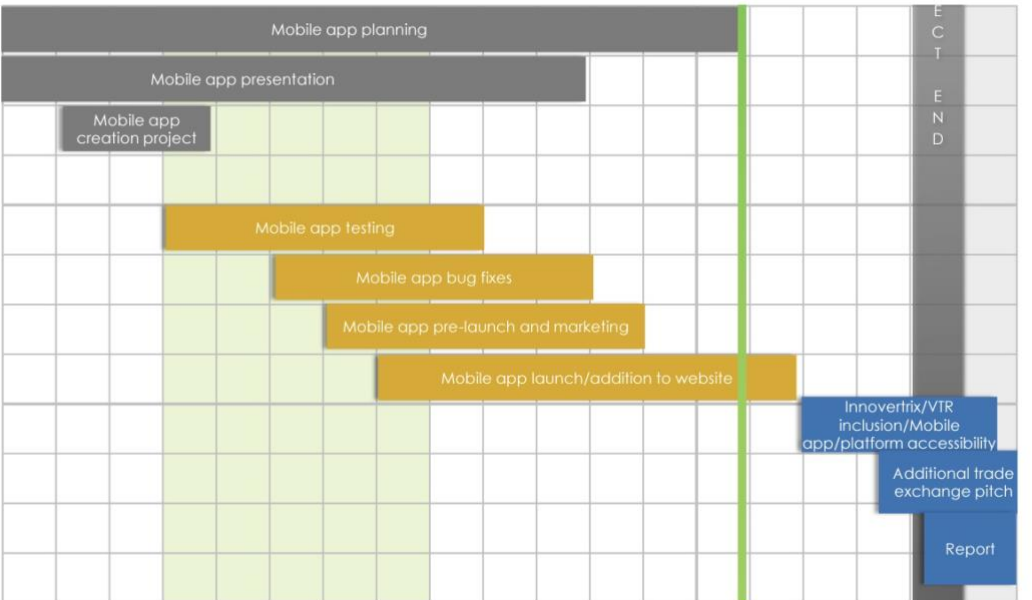 Mobile app planning
Mobile app presentation
Mobile app
creation project
E
C
T
E
N
D
Mobile app testing
Mobile app bug fixes
Mobile app pre-launch and marketing
Mobile app launch/addition to website
Innovertrix/VTR
inclusion/Mobile
app/platform accessibility
Additional trade
exchange pitch
Report